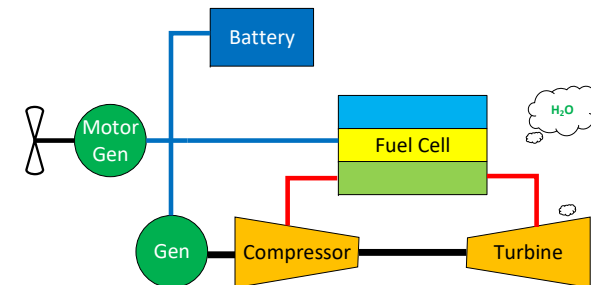 Battery
H₂O
Motor
Gen
Fuel Cell
Gen
Compressor
Turbine